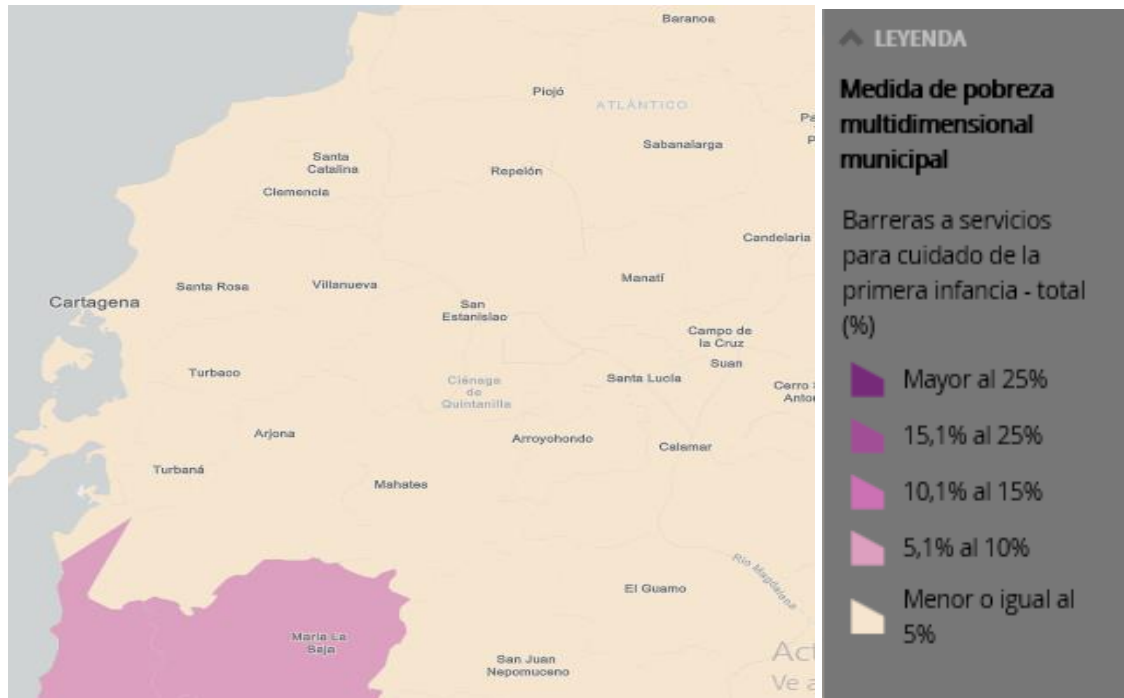 Baranoa
Piojó
ATLÁNTICO
Sabanalarga
Santa
Catalina
Repelón
Clemencia
Candelaria
Manatí
Santa Rosa
Villanueva
Cartagena
San
Estanislao
Campo de
la Cruz
Suan
Turbaco
Ciénaga
de
Quintanilla
Santa Lucía
Cerro
Arjona
Arroyohondo
Calamar
Turbaná
Mahates
Río Magdalena
El Guamo
María La
Baja
San Juan
Nepomuceno
Act
Ve a
LEYENDA
Medida de pobreza
multidimensional
municipal
Barreras a servicios
para cuidado de la
primera infancia - total
(%)
Mayor al 25%
15,1% al 25%
10,1% al 15%
5,1% al 10%
Menor o igual al
5%